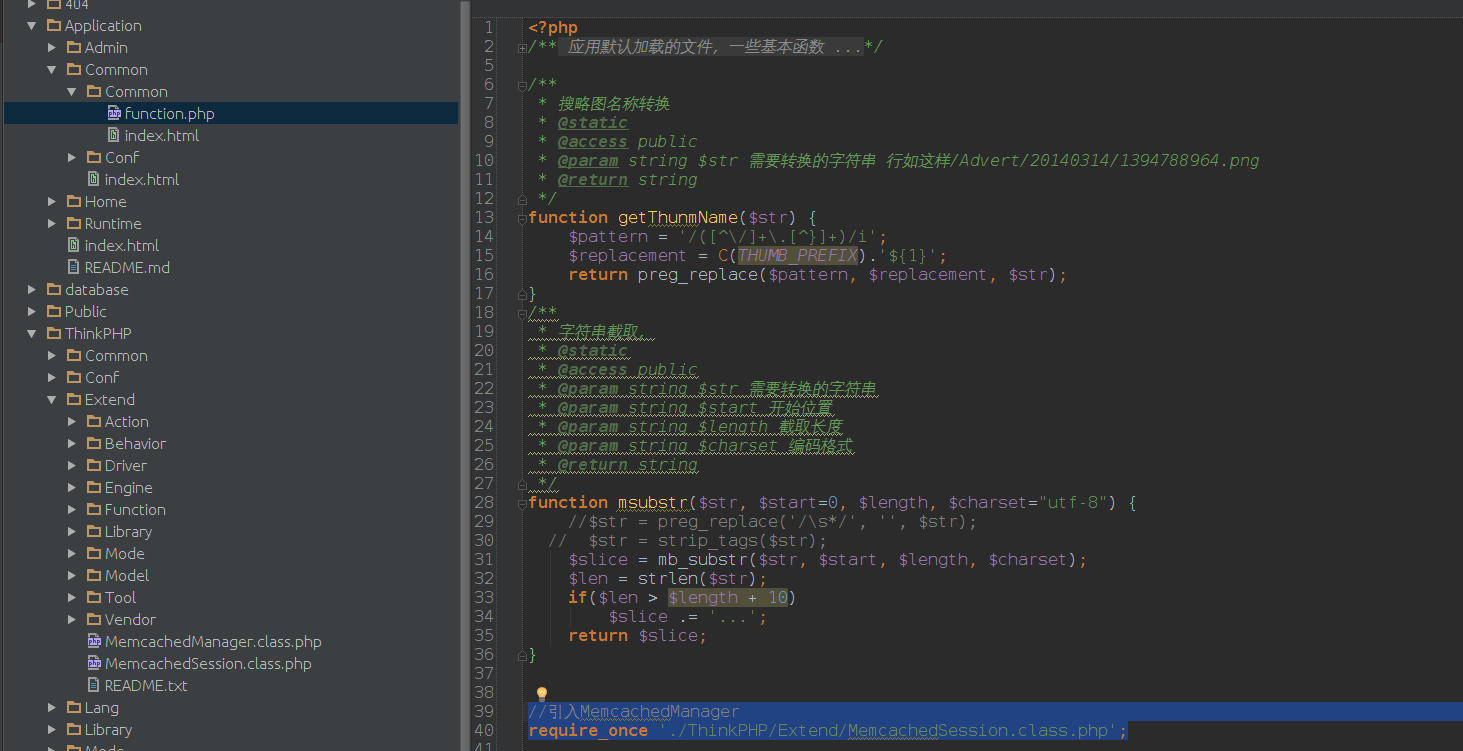 404
Application
Admin
Common
Common
function.php
index.html
Conf
index.html
Home
Runtime
index.html
README.md
database
Public
ThinkPHP
Common
Conf
Extend
Action
Behavior
Driver
Engine
Function
Library
Mode
Model
Tool
Vendor
MemcachedManager.class.php
MemcachedSession.class.php
README.txt
Lang
Library
Mode
1 <?php
2 /** 应用默认加载的文件，一些基本函数 ...*/
5
6 /**
7 * 搜略图名称转换
8 * @static
9 * @access public
10 * @param string $str 需要转换的字符串 行如这样/Advert/20140314/1394788964.png
11 * @return string
12 */
13 function getThunmName($str) {
14 $pattern = '/([^\/]+\.[^}]+)/i';
15 $replacement = C(THUMB_PREFIX).'${1}';
16 return preg_replace($pattern, $replacement, $str);
17 }
18 /**
19 * 字符串截取，
20 * @static
21 * @access public
22 * @param string $str 需要转换的字符串
23 * @param string $start 开始位置
24 * @param string $length 截取长度
25 * @param string $charset 编码格式
26 * @return string
27 */
28 function msubstr($str, $start=0, $length, $charset="utf-8") {
29 //$str = preg_replace('/\s*/', '', $str);
30 // $str = strip_tags($str);
31 $slice = mb_substr($str, $start, $length, $charset);
32 $len = strlen($str);
33 if($len > $length + 10)
34 $slice .= '...';
35 return $slice;
36 }
37
38
39 //引入MemcachedManager
40 require_once './ThinkPHP/Extend/MemcachedSession.class.php';
41